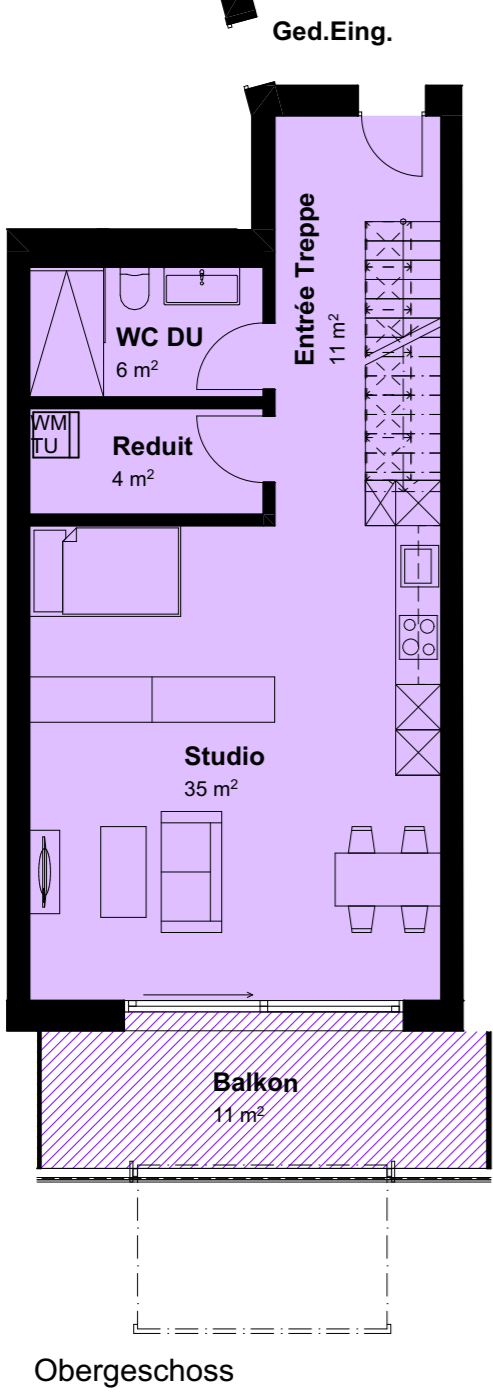 Ged.Eing.
Entrée Treppe
11 m²
WC DU
6 m²
WM
TU
Reduit
4 m²
Studio
35 m²
Balkon
11 m²
Obergeschoss